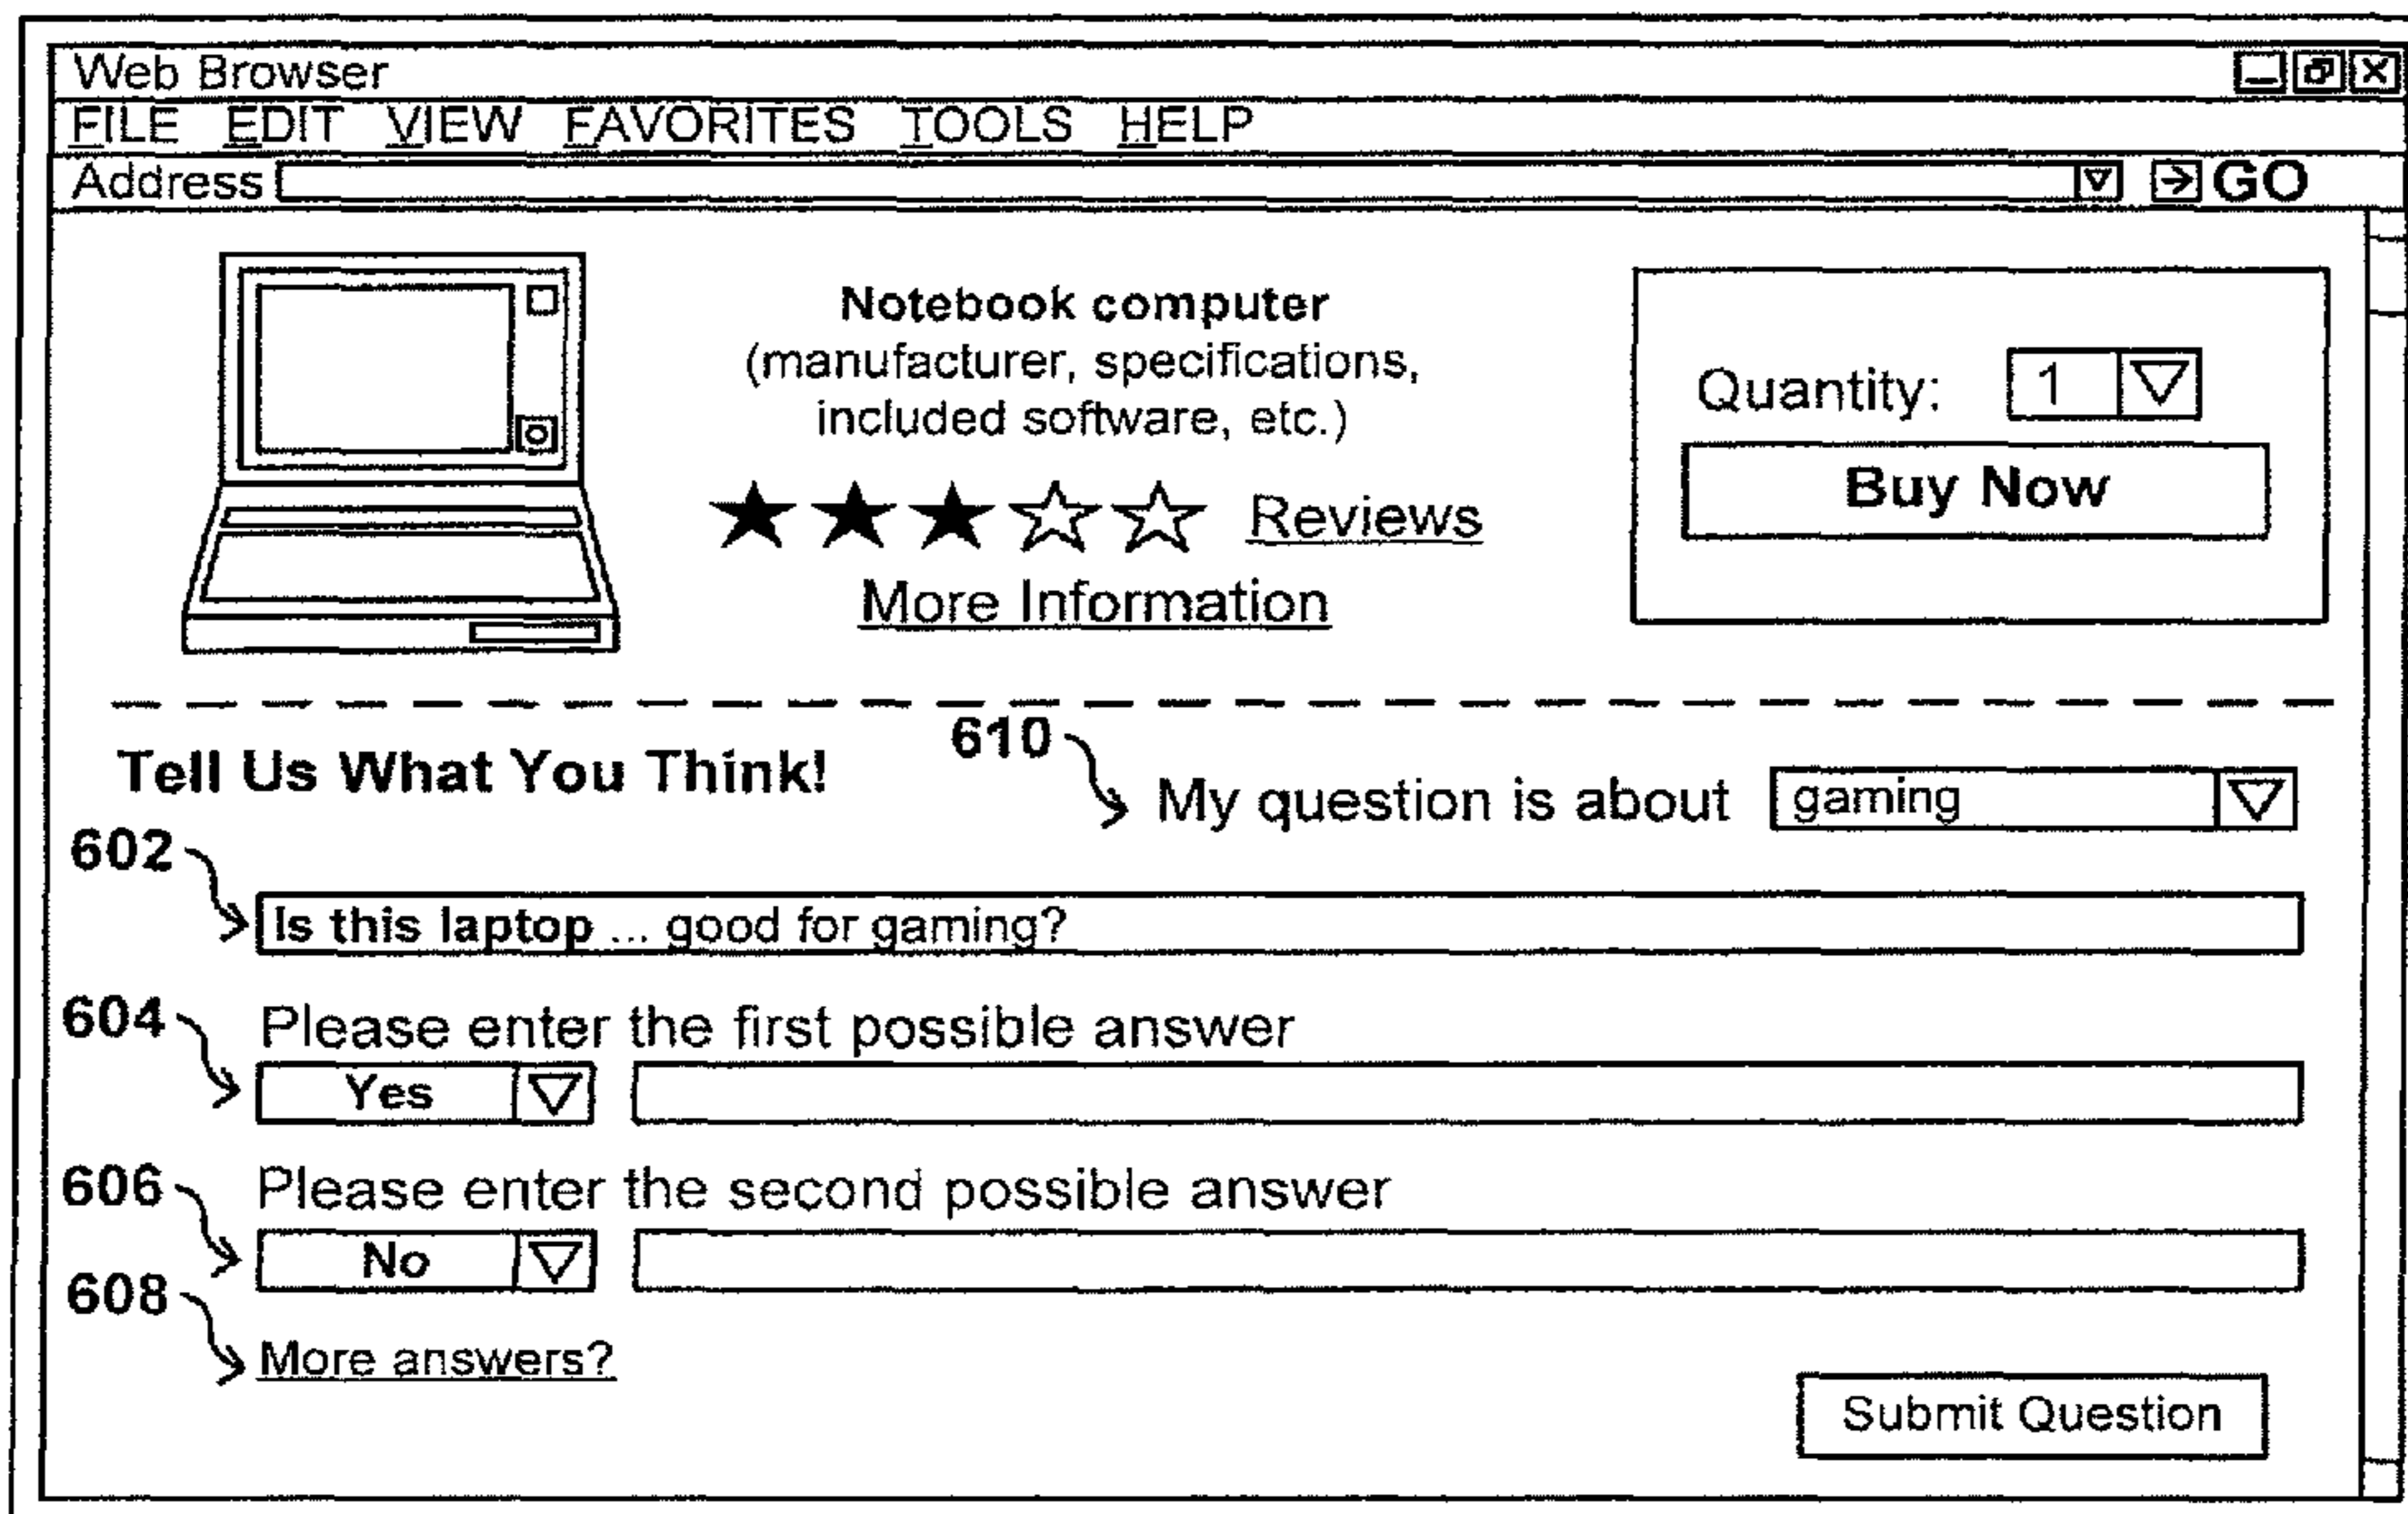 Web Browser
FILE EDIT VIEW FAVORITES TOOLS HELP
Address GO
Notebook computer
(manufacturer, specifications,
included software, etc.)
Reviews
More Information
Quantity: 1
Buy Now
Tell Us What You Think!
610
My question is about gaming
602
Is this laptop ... good for gaming?
604
Please enter the first possible answer
Yes
606
Please enter the second possible answer
No
608
More answers?
Submit Question